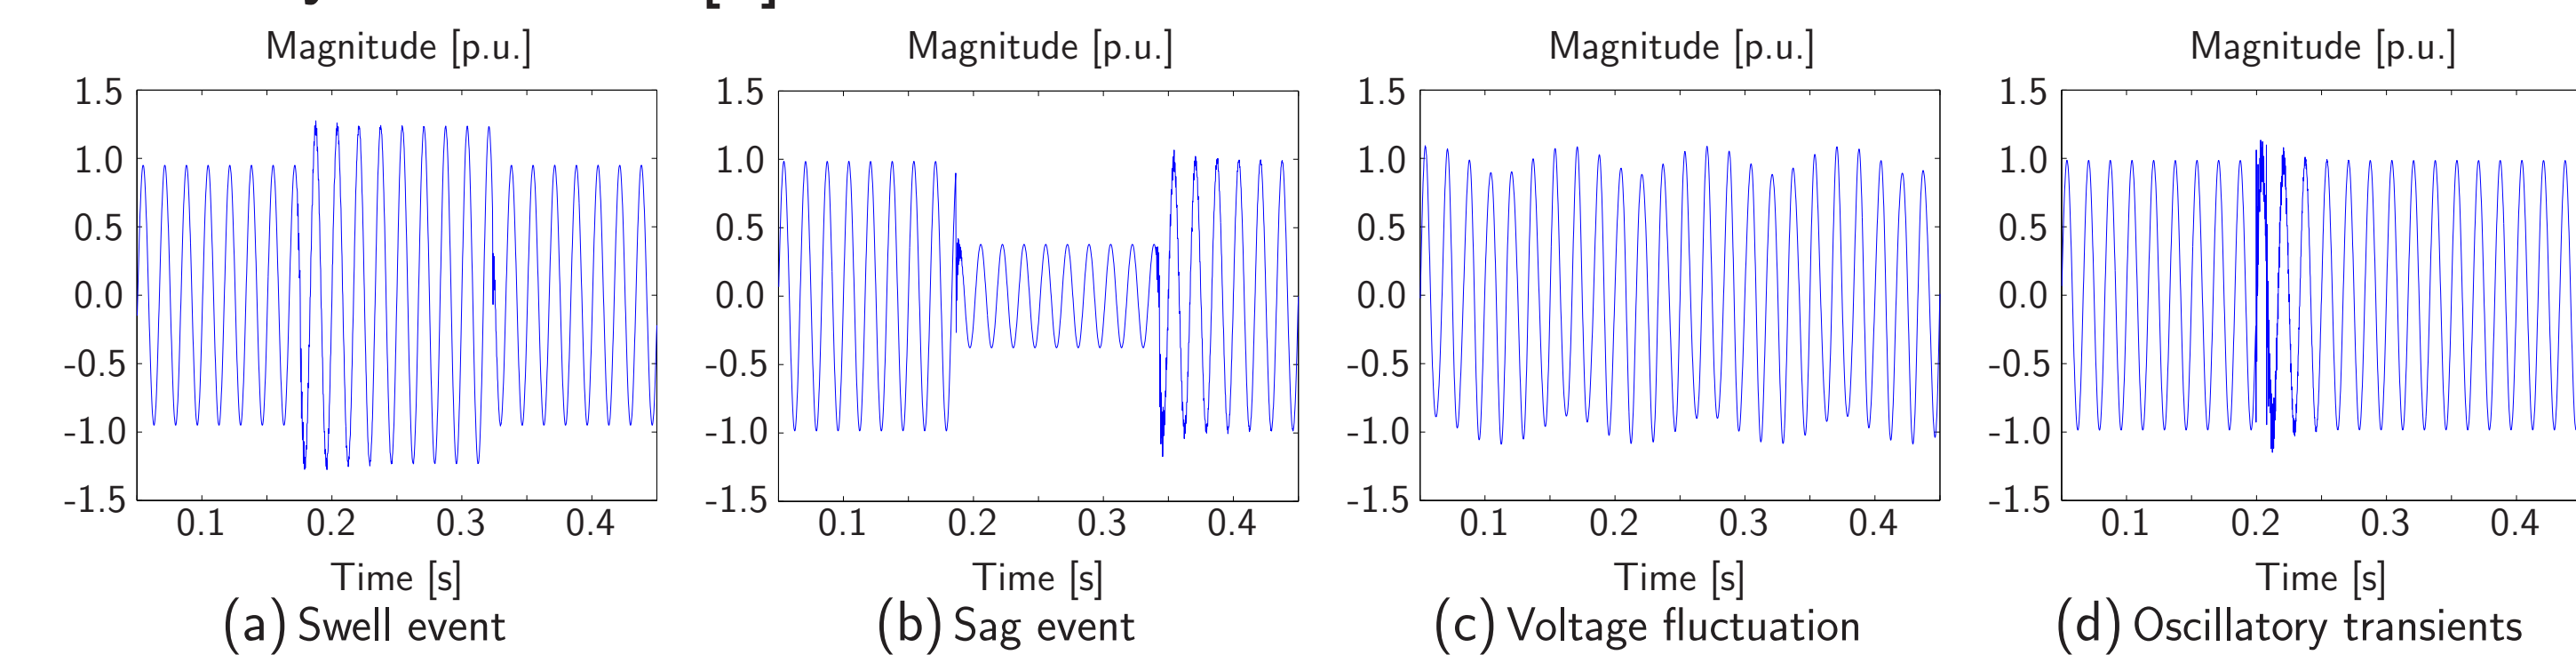 Magnitude [p.u.] Magnitude [p.u.] Magnitude [p.u.] Magnitude [p.u.]
1.5 1.5 1.5 1.5
1.0 1.0 1.0 1.0
0.5 0.5 0.5 0.5
0.0 0.0 0.0 0.0
-0.5 -0.5 -0.5 -0.5
-1.0 -1.0 -1.0 -1.0
-1.5 -1.5 -1.5 -1.5
0.1 0.2 0.3 0.4 0.1 0.2 0.3 0.4 0.1 0.2 0.3 0.4 0.1 0.2 0.3 0.4
Time [s] Time [s] Time [s] Time [s]
(a) Swell event (b) Sag event (c) Voltage fluctuation (d) Oscillatory transients